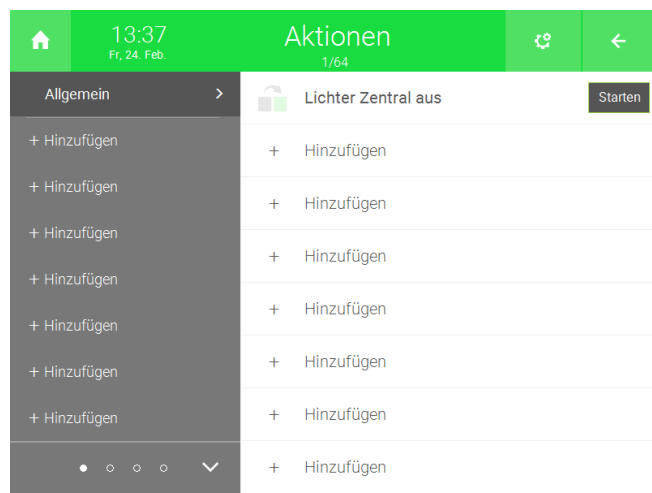 13:37
Fr, 24. Feb.
Aktionen
1/64
Allgemein
+ Hinzufügen
+ Hinzufügen
+ Hinzufügen
+ Hinzufügen
+ Hinzufügen
+ Hinzufügen
+ Hinzufügen
Lichter Zentral aus
Starten
+ Hinzufügen
+ Hinzufügen
+ Hinzufügen
+ Hinzufügen
+ Hinzufügen
+ Hinzufügen
+ Hinzufügen